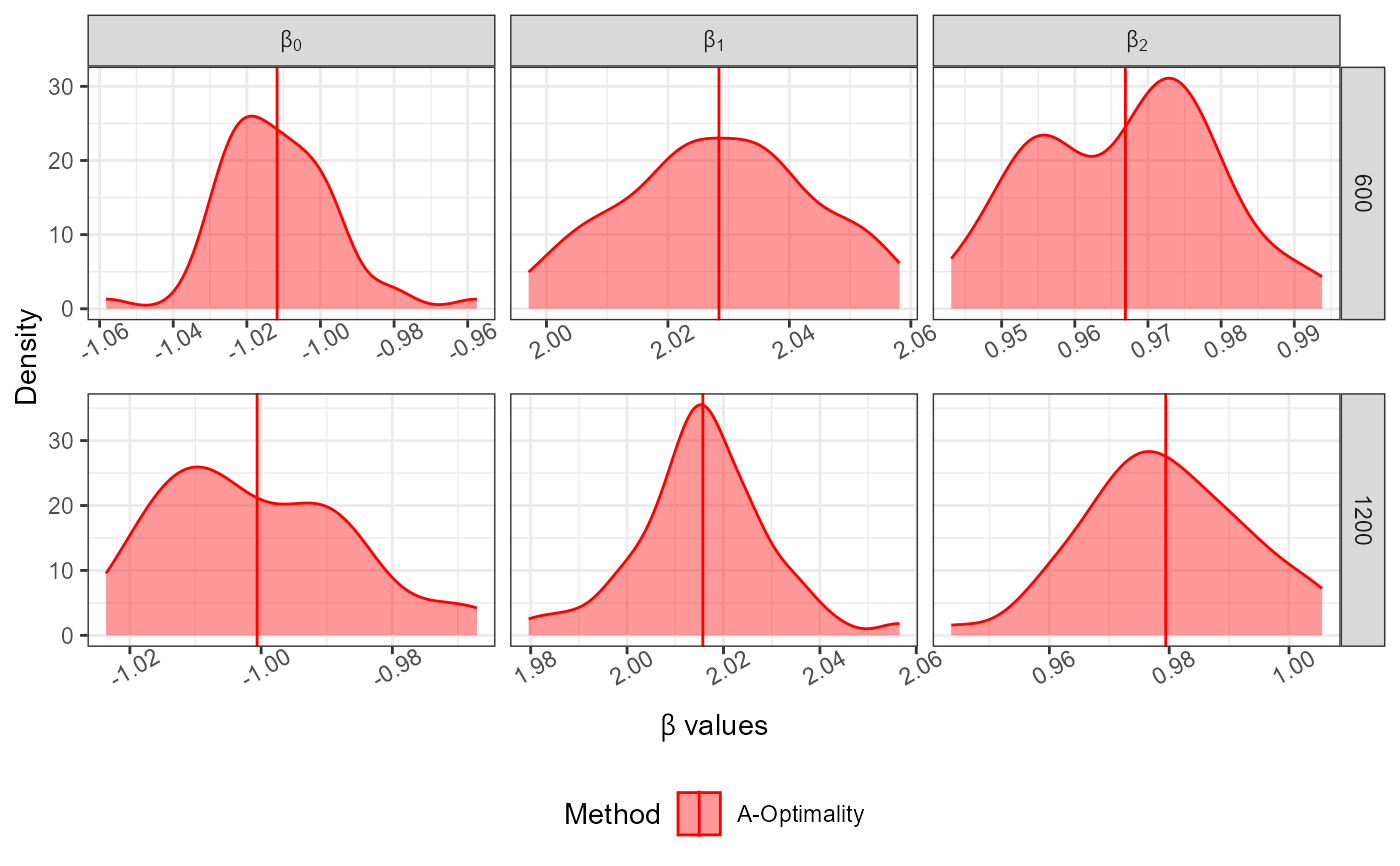 β₀ β₁ β₂
30
20
10
0
600
-1.06 -1.04 -1.02 -1.00 -0.98 -0.96
2.00 2.02 2.04 2.06
0.95 0.96 0.97 0.98 0.99
Density
30
20
10
0
1200
-1.02 -1.00 -0.98
1.98 2.00 2.02 2.04 2.06
0.96 0.98 1.00
β values
Method A-Optimality